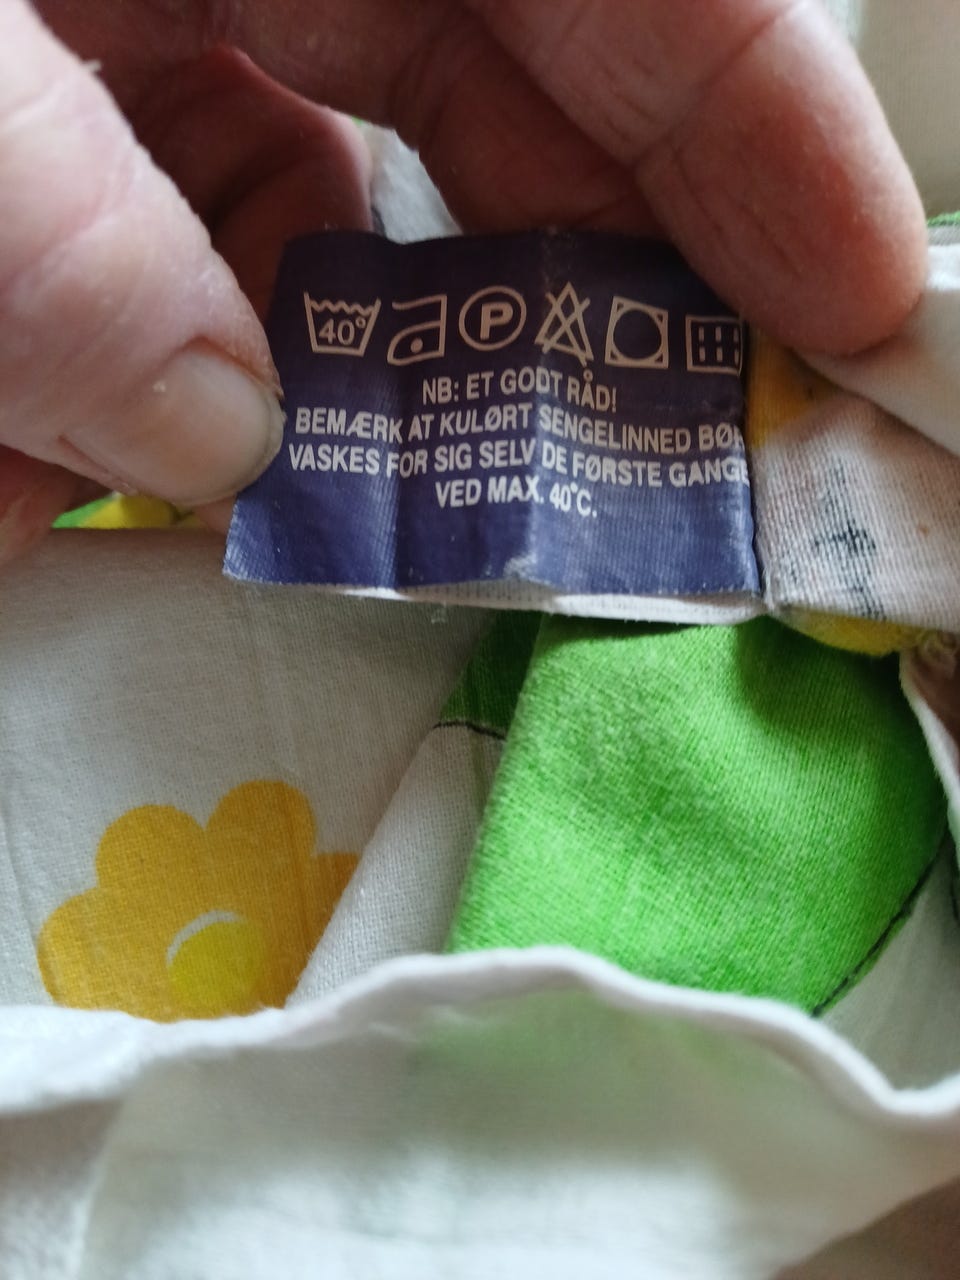 40°
P
NB: ET GODT RÅD!
BEMÆRK AT KULØRT SENGELINNED BØR
VASKES FOR SIG SELV DE FØRSTE GANGE
VED MAX. 40°C.